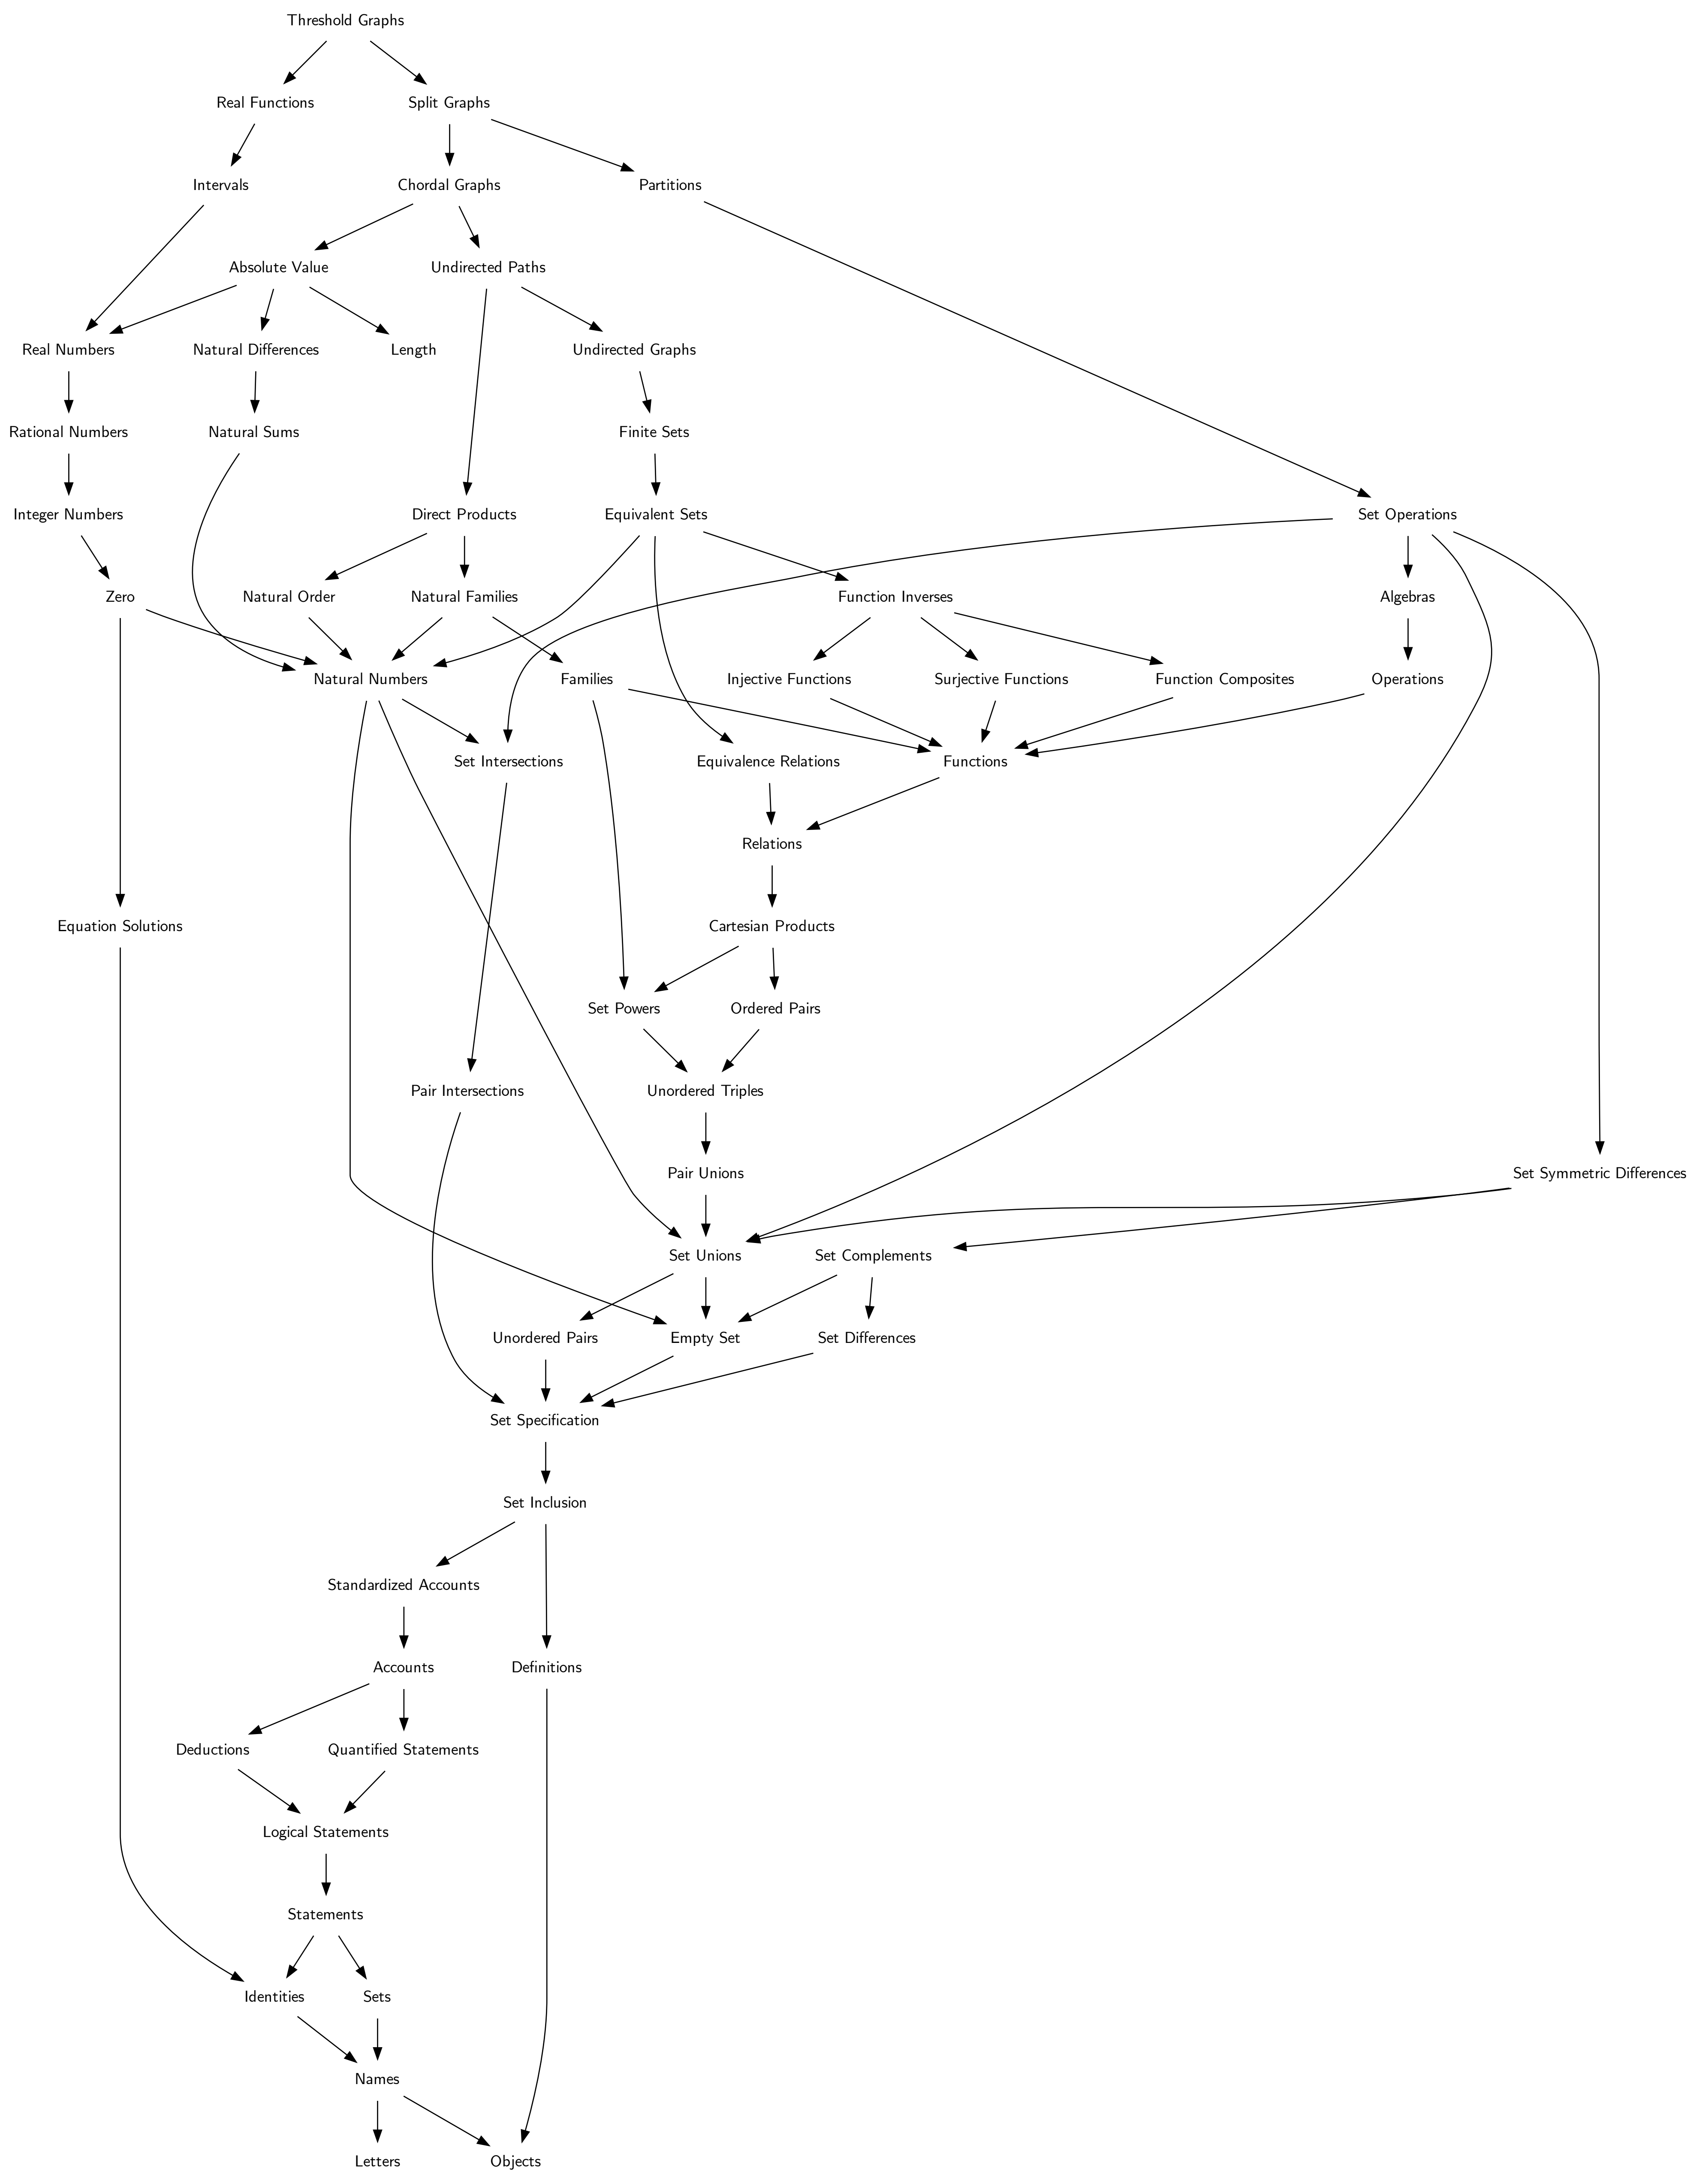 Threshold Graphs
Real Functions
Split Graphs
Intervals
Chordal Graphs
Partitions
Absolute Value
Undirected Paths
Real Numbers
Natural Differences
Length
Undirected Graphs
Rational Numbers
Natural Sums
Finite Sets
Integer Numbers
Direct Products
Equivalent Sets
Set Operations
Zero
Natural Order
Natural Families
Function Inverses
Algebras
Natural Numbers
Families
Injective Functions
Surjective Functions
Function Composites
Operations
Set Intersections
Equivalence Relations
Functions
Relations
Equation Solutions
Cartesian Products
Set Powers
Ordered Pairs
Pair Intersections
Unordered Triples
Pair Unions
Set Symmetric Differences
Set Unions
Set Complements
Unordered Pairs
Empty Set
Set Differences
Set Specification
Set Inclusion
Standardized Accounts
Accounts
Definitions
Deductions
Quantified Statements
Logical Statements
Statements
Identities
Sets
Names
Letters
Objects